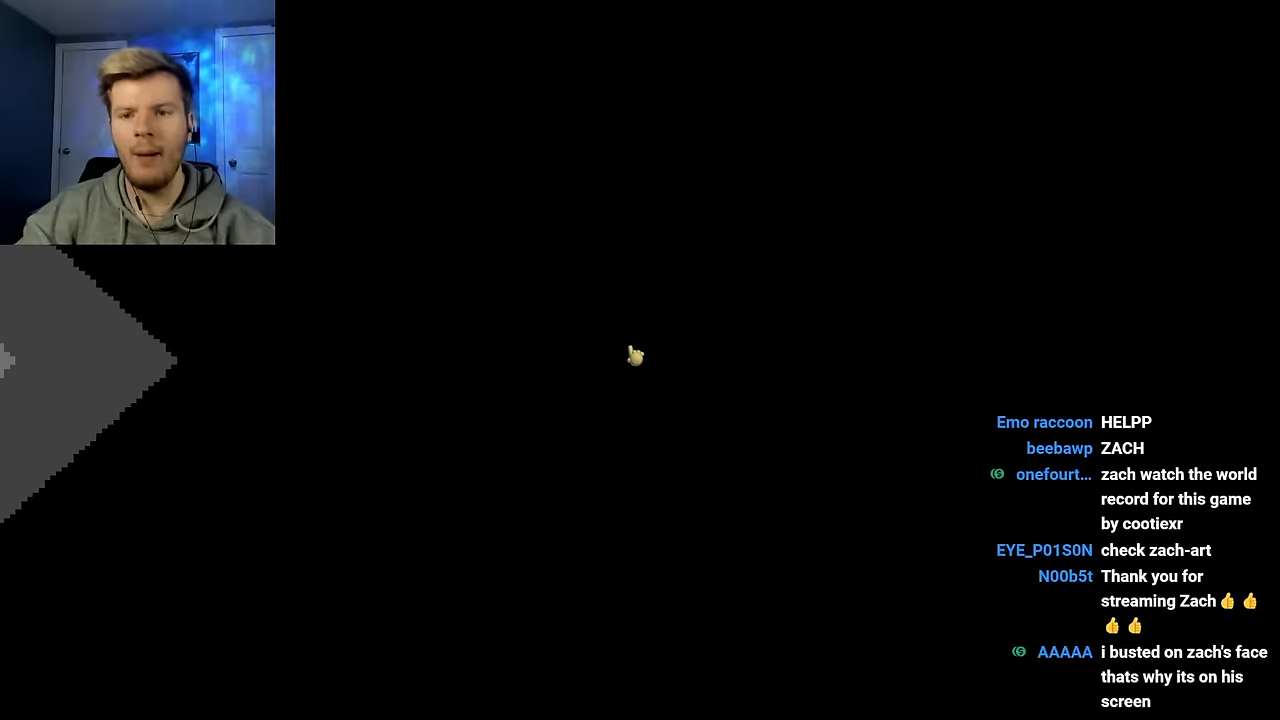 Emo raccoon HELPP
beebawp ZACH
onefourt... zach watch the world
record for this game
by cootiexr
EYE_P01S0N check zach-art
N00b5t Thank you for
streaming Zach👍👍
👍👍
AAAAA i busted on zach's face
thats why its on his
screen